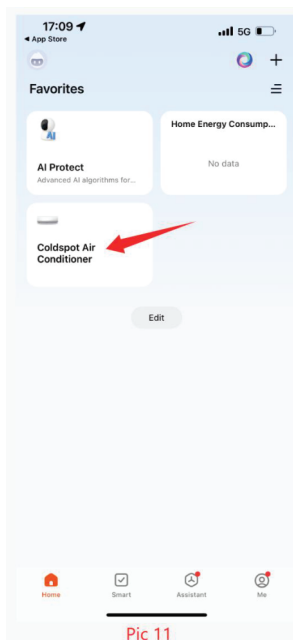 17:09
5G
App Store
Favorites
AI
AI Protect
Advanced AI algorithms for...
Home Energy Consump...
No data
Coldspot Air
Conditioner
Edit
Home
Smart
Assistant
Me
Pic 11